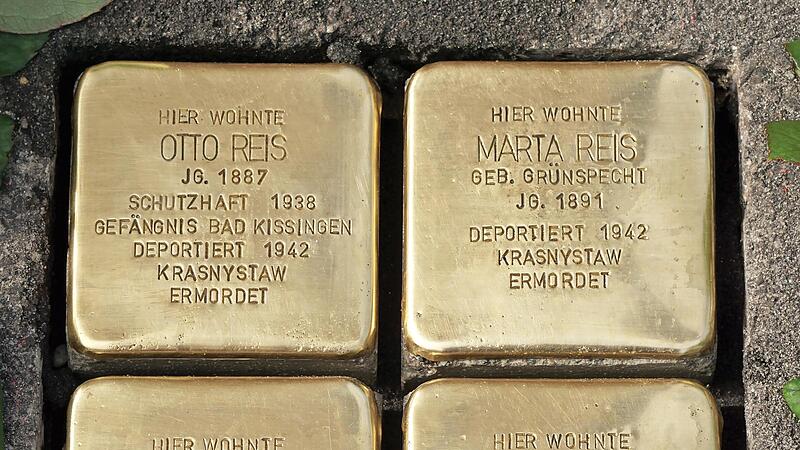 HIER WOHNTE
OTTO REIS
JG. 1887
SCHUTZHAFT 1938
GEFÄNGNIS BAD KISSINGEN
DEPORTIERT 1942
KRASNYSTAW
ERMORDET
HIER WOHNTE
MARTA REIS
GEB. GRÜNSPECHT
JG. 1891
DEPORTIERT 1942
KRASNYSTAW
ERMORDET
HIER WOHNTE
HIER WOHNTE